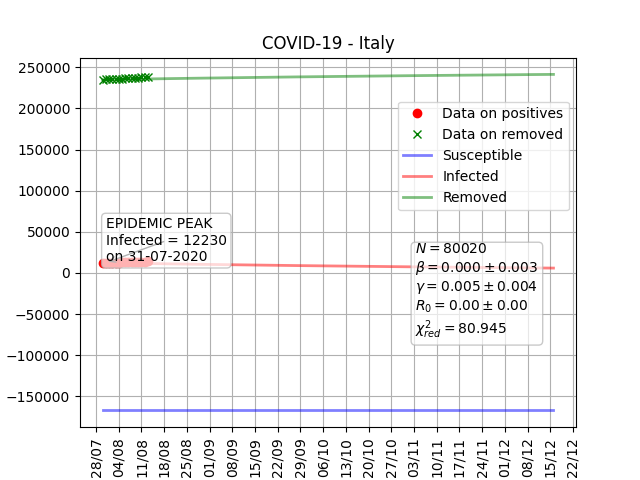 COVID-19 - Italy
250000
200000
150000
100000
50000
0
−50000
−100000
−150000
Data on positives
Data on removed
Susceptible
Infected
Removed
EPIDEMIC PEAK
Infected = 12230
on 31-07-2020
N = 80020
β = 0.000 ± 0.003
γ = 0.005 ± 0.004
R₀ = 0.00 ± 0.00
χ²_red = 80.945
28/07
04/08
11/08
18/08
25/08
01/09
08/09
15/09
22/09
29/09
06/10
13/10
20/10
27/10
03/11
10/11
17/11
24/11
01/12
08/12
15/12
22/12